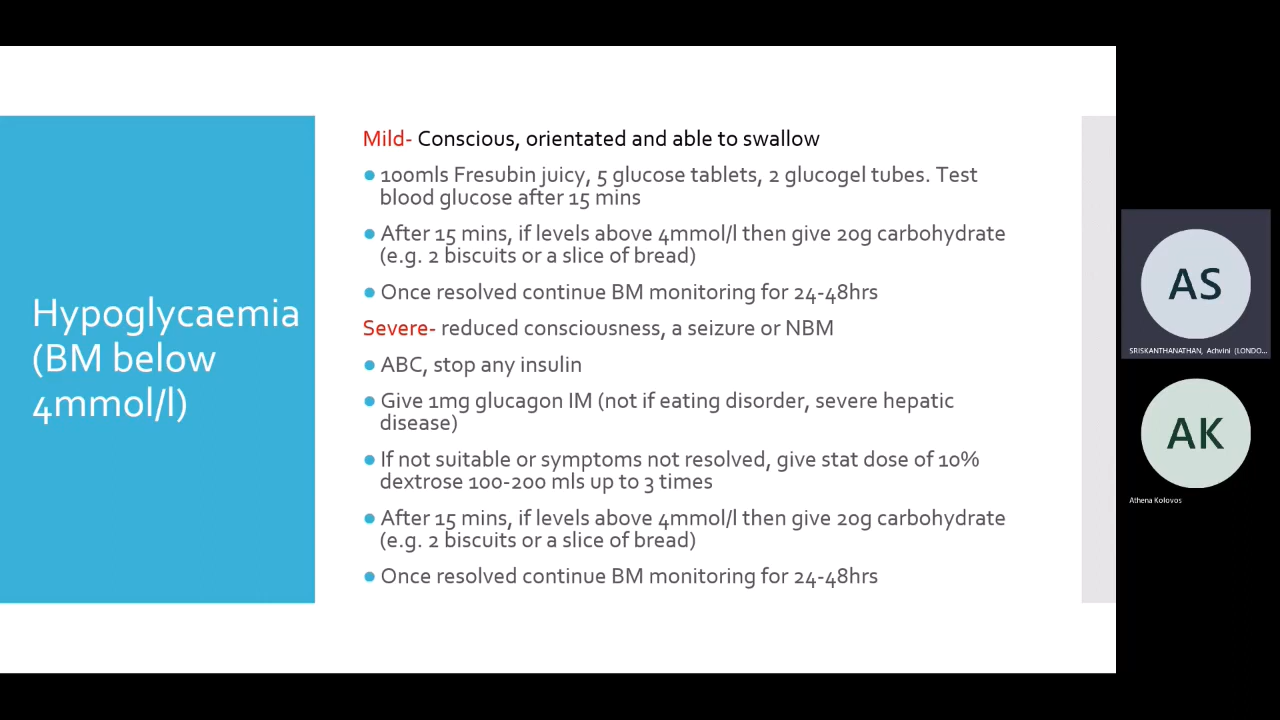 Hypoglycaemia
(BM below
4mmol/l)
Mild- Conscious, orientated and able to swallow
100mls Fresubin juicy, 5 glucose tablets, 2 glucogel tubes. Test
blood glucose after 15 mins
After 15 mins, if levels above 4mmol/l then give 20g carbohydrate
(e.g. 2 biscuits or a slice of bread)
Once resolved continue BM monitoring for 24-48hrs
Severe- reduced consciousness, a seizure or NBM
ABC, stop any insulin
Give 1mg glucagon IM (not if eating disorder, severe hepatic
disease)
If not suitable or symptoms not resolved, give stat dose of 10%
dextrose 100-200 mls up to 3 times
After 15 mins, if levels above 4mmol/l then give 20g carbohydrate
(e.g. 2 biscuits or a slice of bread)
Once resolved continue BM monitoring for 24-48hrs
AS
SRISKANTHANATHAN, Achvini (LONDO...
AK
Athena Kolovos